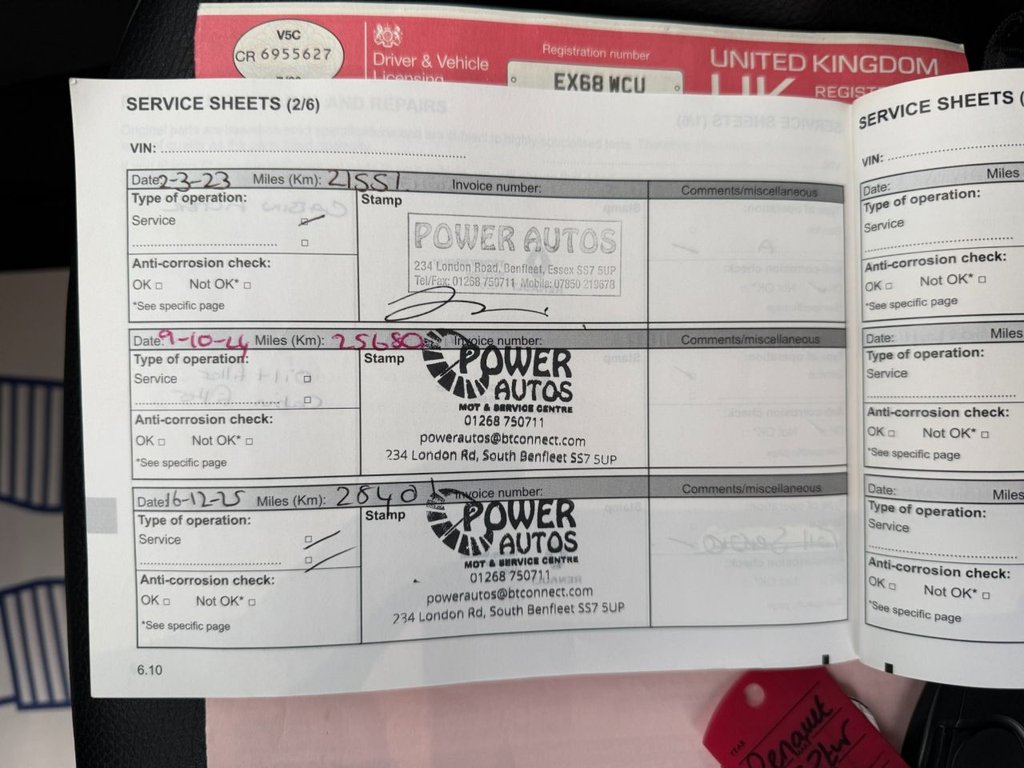 V5C
CR 6955627
Driver & Vehicle
Licensing
Registration number
EX68 WCU
UNITED KINGDOM
UK REGIST
SERVICE SHEETS (2/6)
VIN:
Date: 2-3-23 Miles (Km): 21551 Invoice number: Comments/miscellaneous
Type of operation: Stamp
Service
POWER AUTOS
234 London Road, Benfleet, Essex SS7 5UP
Tel/Fax: 01268 750711 Mobile: 07850 219678
Anti-corrosion check:
OK Not OK*
*See specific page
Date: 9-10-24 Miles (Km): 25680 Invoice number: Comments/miscellaneous
Type of operation: Stamp
Service
POWER
AUTOS
MOT & SERVICE CENTRE
01268 750711
powerautos@btconnect.com
234 London Rd, South Benfleet SS7 5UP
Anti-corrosion check:
OK Not OK*
*See specific page
Date: 16-12-25 Miles (Km): 28401 Invoice number: Comments/miscellaneous
Type of operation: Stamp
Service
POWER
AUTOS
MOT & SERVICE CENTRE
01268 750711
powerautos@btconnect.com
234 London Rd, South Benfleet SS7 5UP
Anti-corrosion check:
OK Not OK*
*See specific page
6.10
SERVICE SHEETS (
VIN:
Date: Miles
Type of operation:
Service
Anti-corrosion check:
OK Not OK*
*See specific page
Date: Miles
Type of operation:
Service
Anti-corrosion check:
OK Not OK*
*See specific page
Date: Miles
Type of operation:
Service
Anti-corrosion check:
OK Not OK*
*See specific page
Renault